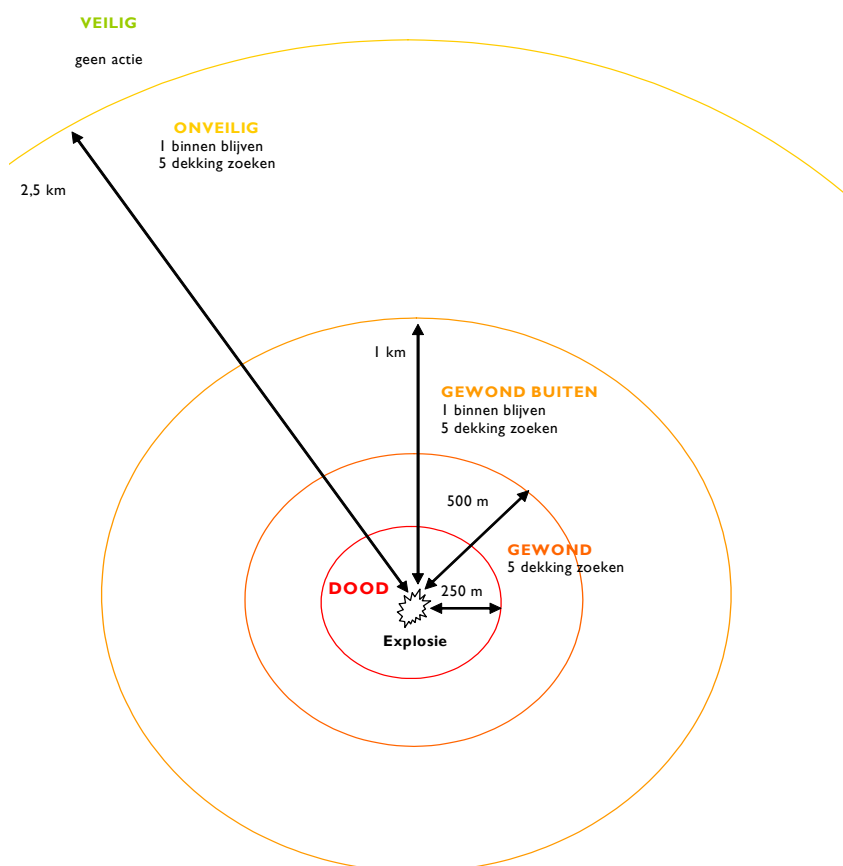 VEILIG
geen actie
ONVEILIG
1 binnen blijven
5 dekking zoeken
2,5 km
1 km
GEWOND BUITEN
1 binnen blijven
5 dekking zoeken
500 m
GEWOND
5 dekking zoeken
DOOD
250 m
Explosie